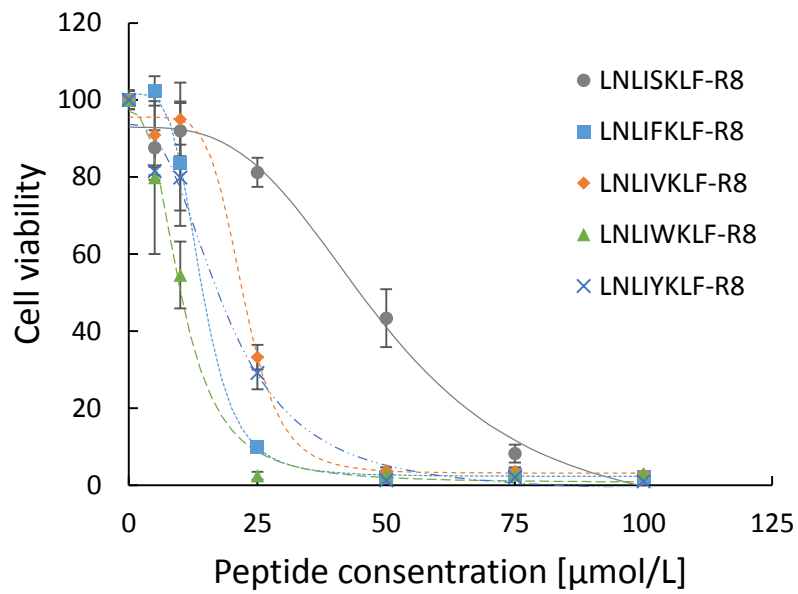 120
100
80
60
40
20
0
Cell viability
0 25 50 75 100 125
Peptide consentration [µmol/L]
LNLISKLF-R8
LNLIFKLF-R8
LNLIVKLF-R8
LNLIWKLF-R8
LNLIYKLF-R8